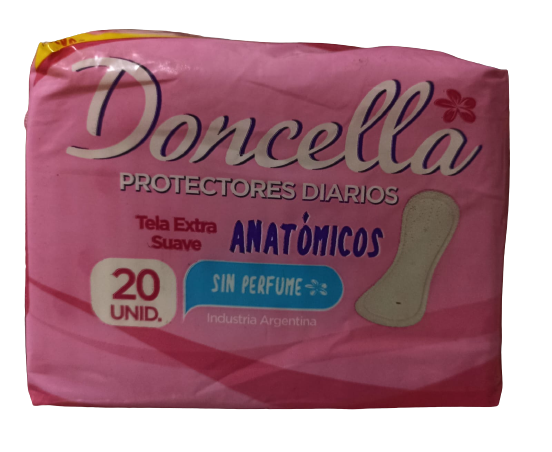 Doncella
PROTECTORES DIARIOS
Tela Extra
Suave
ANATÓMICOS
20
UNID.
SIN PERFUME
Industria Argentina